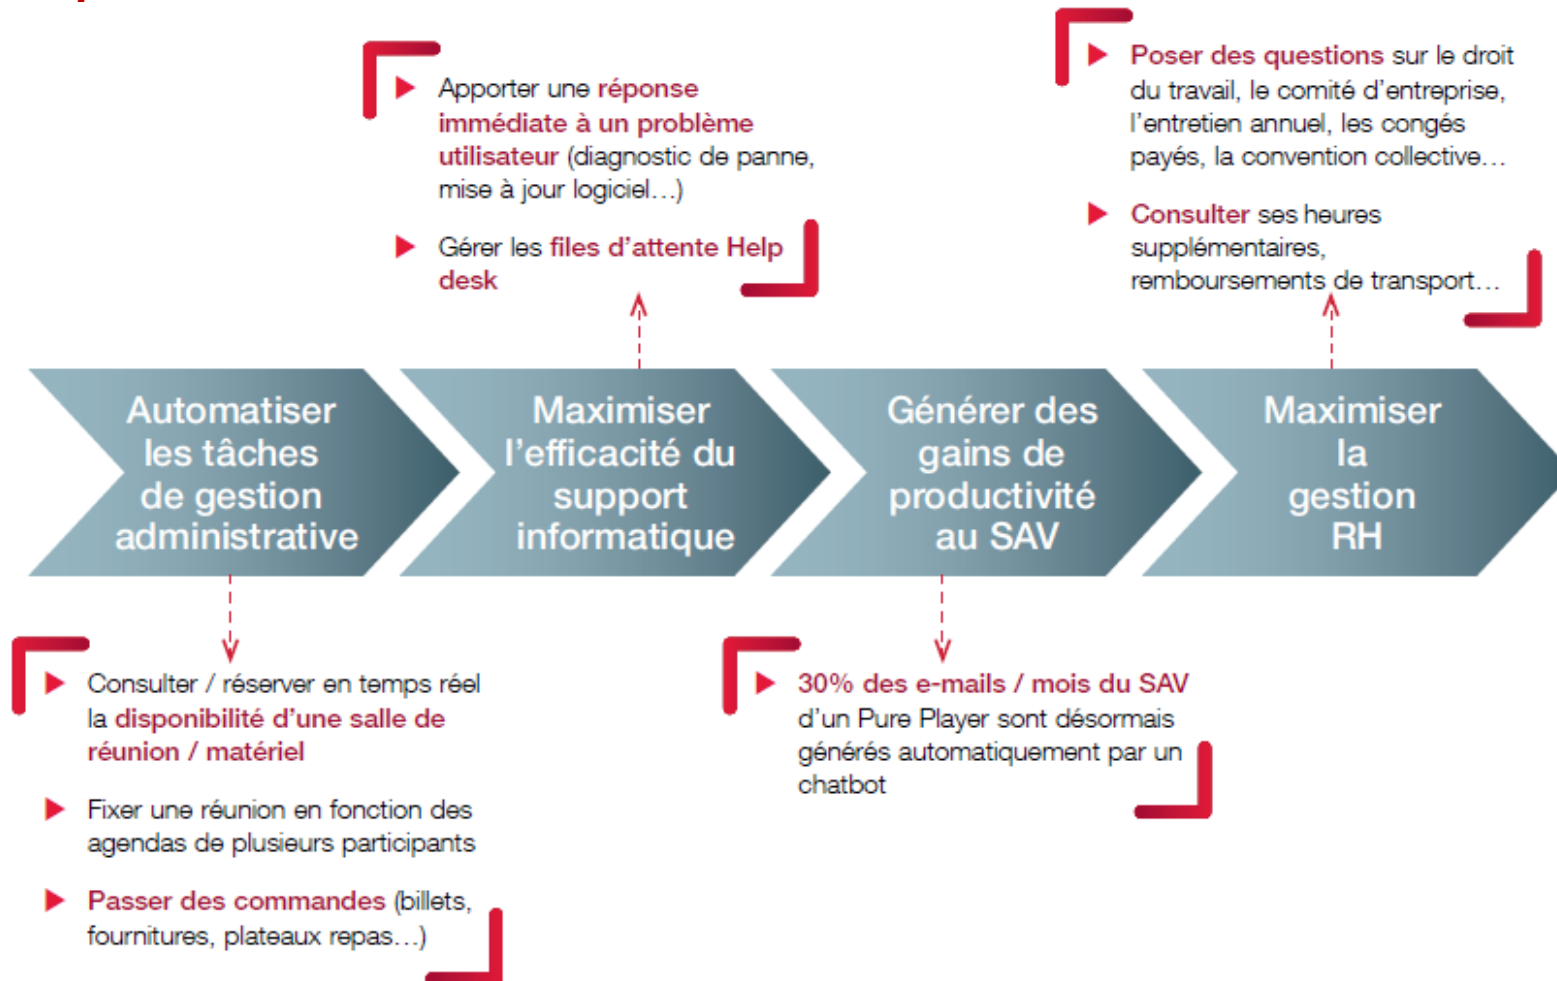 Apporter une réponse
immédiate à un problème
utilisateur (diagnostic de panne,
mise à jour logiciel…)
Gérer les files d'attente Help
desk
Poser des questions sur le droit
du travail, le comité d'entreprise,
l'entretien annuel, les congés
payés, la convention collective…
Consulter ses heures
supplémentaires,
remboursements de transport…
Automatiser
les tâches
de gestion
administrative
Maximiser
l'efficacité du
support
informatique
Générer des
gains de
productivité
au SAV
Maximiser
la
gestion
RH
Consulter / réserver en temps réel
la disponibilité d'une salle de
réunion / matériel
Fixer une réunion en fonction des
agendas de plusieurs participants
Passer des commandes (billets,
fournitures, plateaux repas…)
30% des e-mails / mois du SAV
d'un Pure Player sont désormais
générés automatiquement par un
chatbot